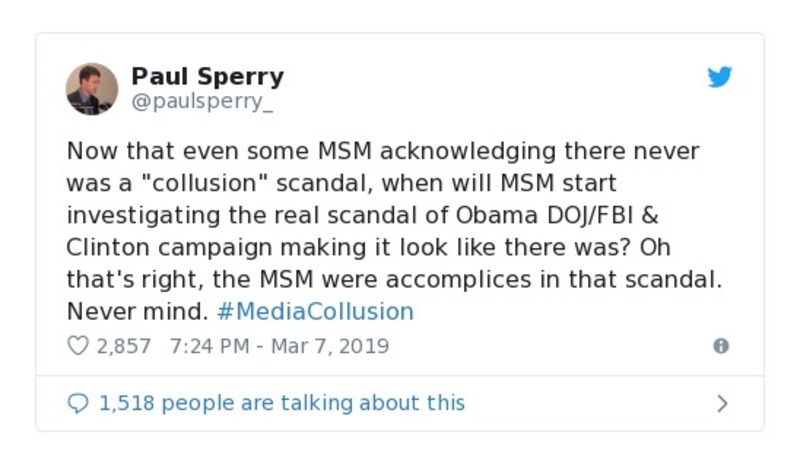 Paul Sperry
@paulsperry_
Now that even some MSM acknowledging there never
was a "collusion" scandal, when will MSM start
investigating the real scandal of Obama DOJ/FBI &
Clinton campaign making it look like there was? Oh
that's right, the MSM were accomplices in that scandal.
Never mind. #MediaCollusion
2,857 7:24 PM - Mar 7, 2019
1,518 people are talking about this